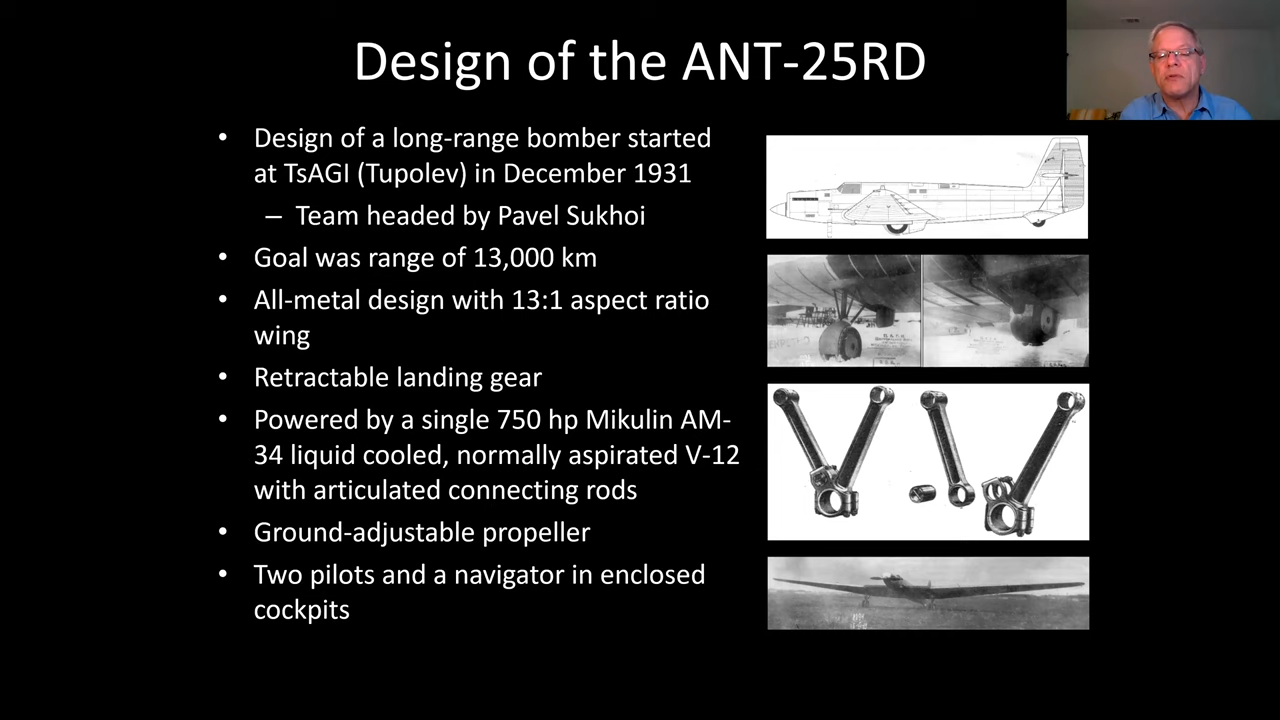 Design of the ANT-25RD
• Design of a long-range bomber started
at TsAGI (Tupolev) in December 1931
– Team headed by Pavel Sukhoi
• Goal was range of 13,000 km
• All-metal design with 13:1 aspect ratio
wing
• Retractable landing gear
• Powered by a single 750 hp Mikulin AM-
34 liquid cooled, normally aspirated V-12
with articulated connecting rods
• Ground-adjustable propeller
• Two pilots and a navigator in enclosed
cockpits